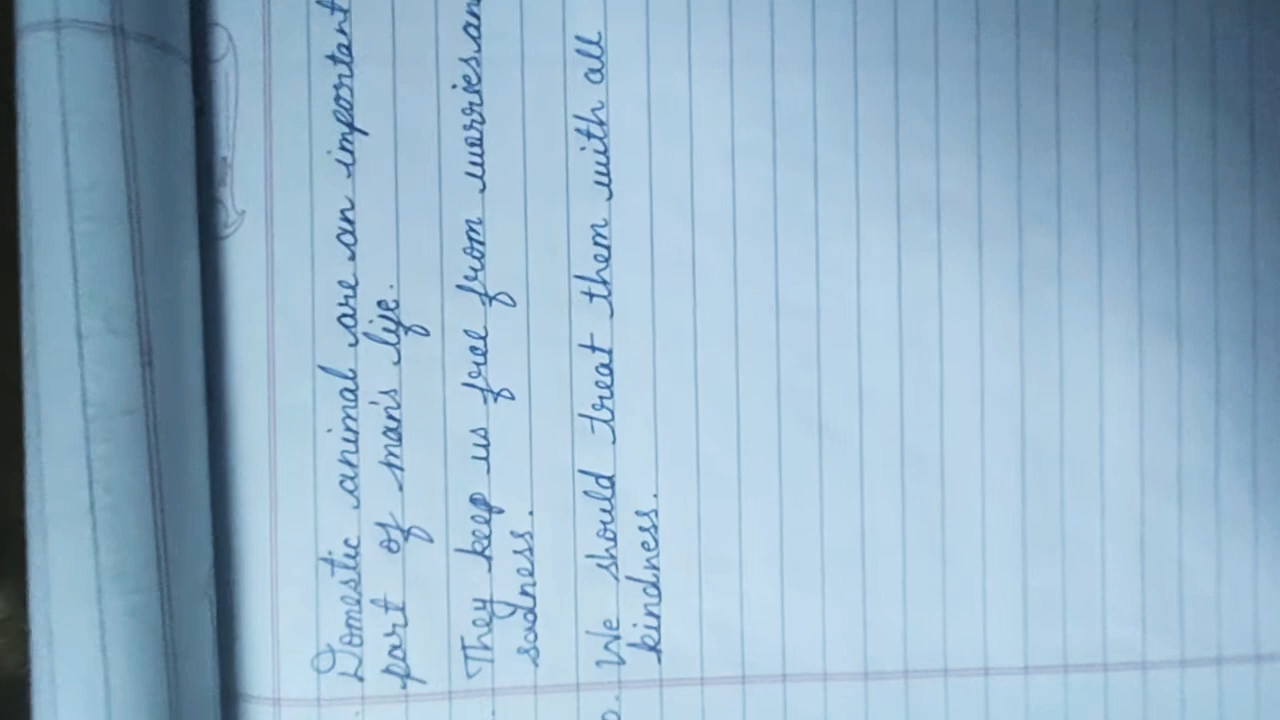 Domestic animal are an important
part of man's life.
They keep us free from worries an
sadness.
We should treat them with all
kindness.